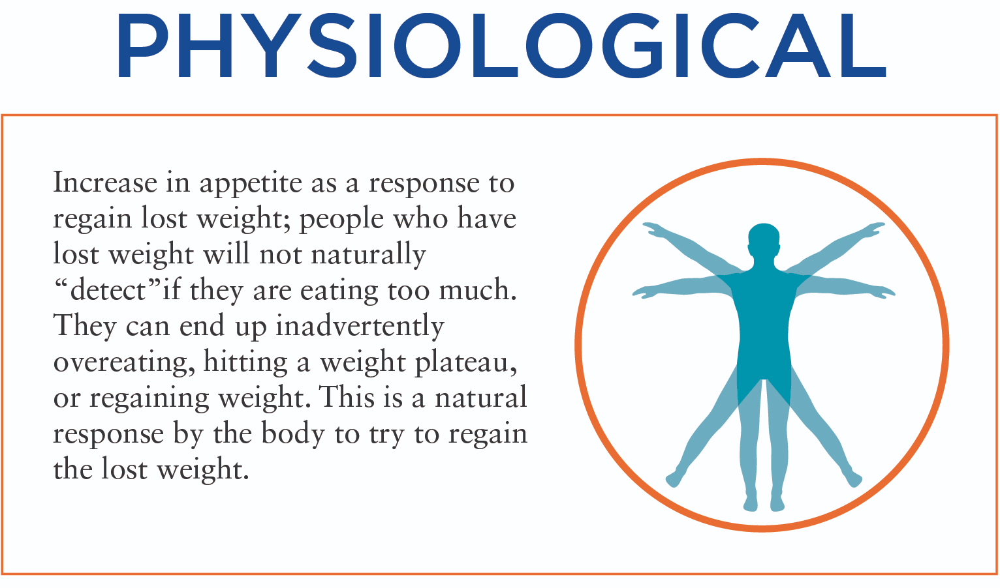 PHYSIOLOGICAL
Increase in appetite as a response to
regain lost weight; people who have
lost weight will not naturally
“detect”if they are eating too much.
They can end up inadvertently
overeating, hitting a weight plateau,
or regaining weight. This is a natural
response by the body to try to regain
the lost weight.